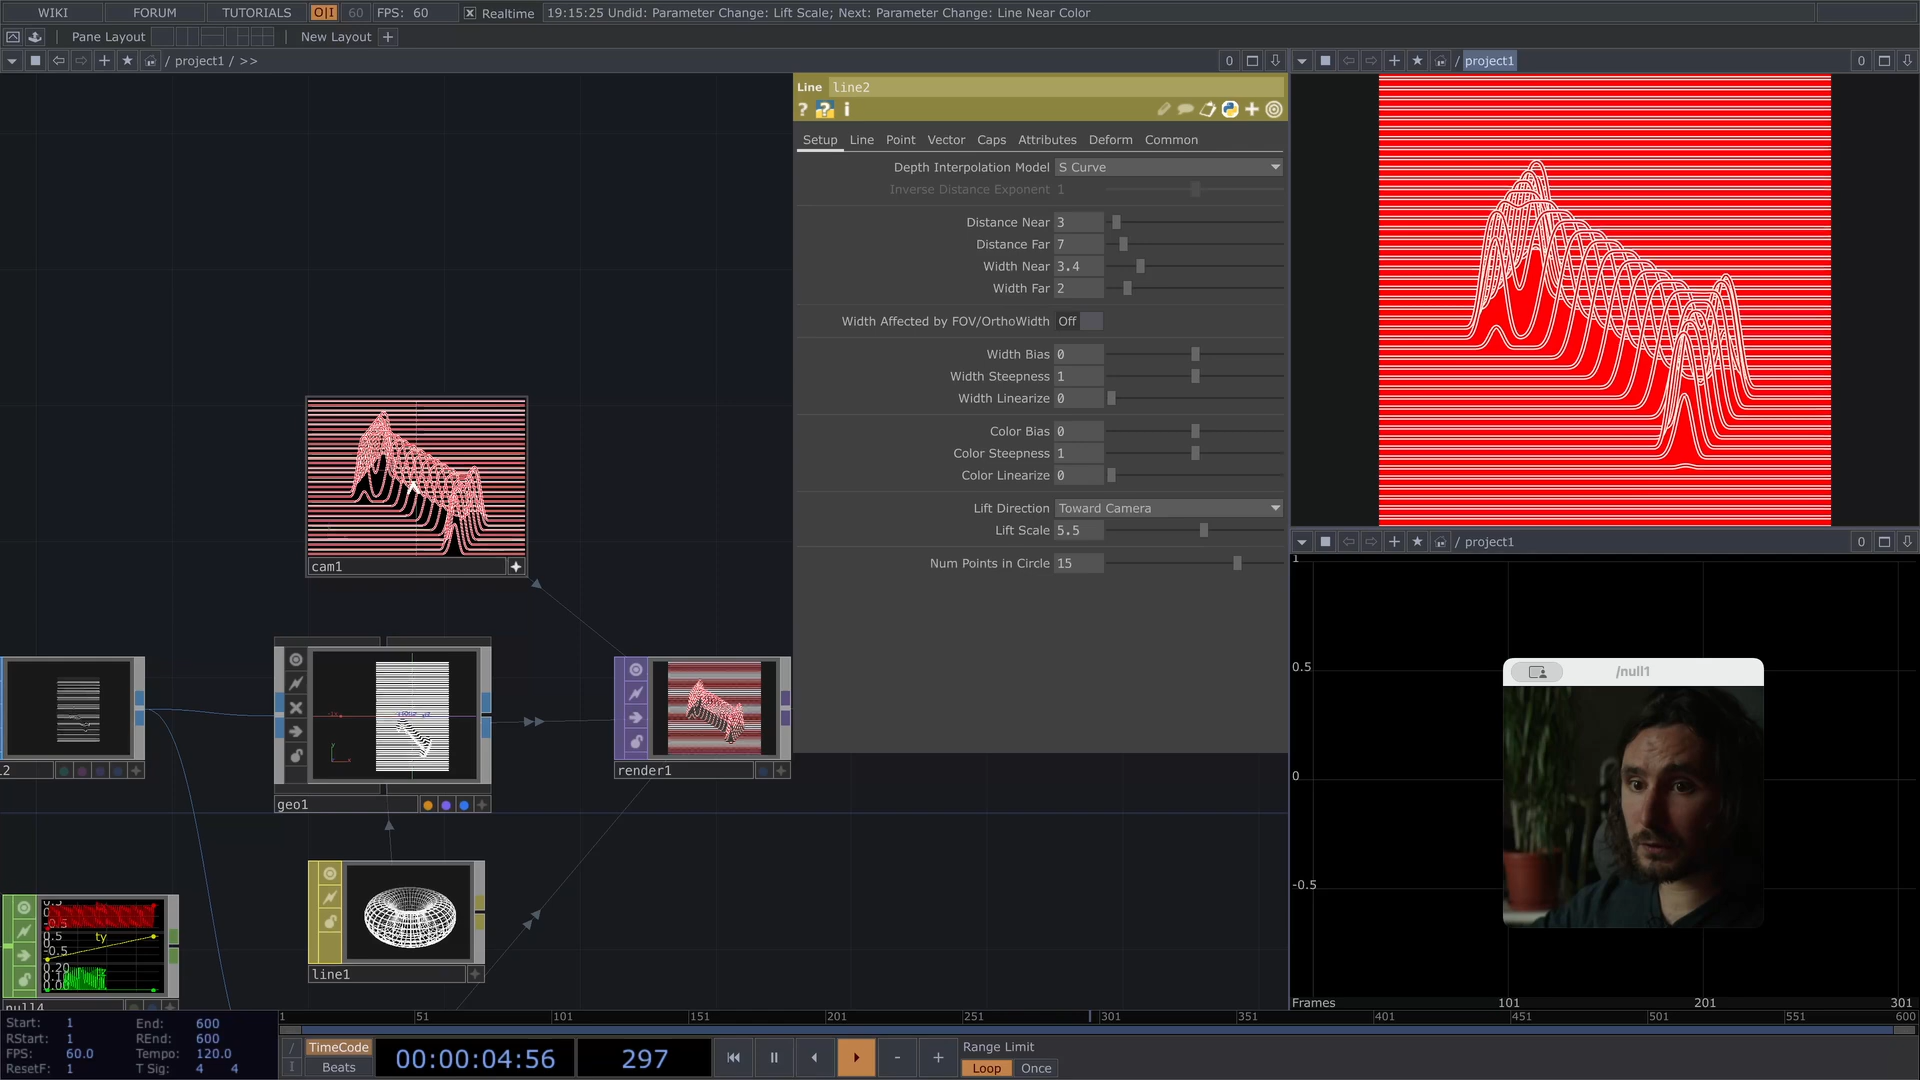 WIKI FORUM TUTORIALS O|I 60 FPS: 60 Realtime 19:15:25 Undid: Parameter Change: Lift Scale; Next: Parameter Change: Line Near Color
Pane Layout New Layout +
/ project1 / >> 0
/ project1 0
Line line2
? ? i
Setup Line Point Vector Caps Attributes Deform Common
Depth Interpolation Model S Curve
Inverse Distance Exponent 1
Distance Near 3
Distance Far 7
Width Near 3.4
Width Far 2
Width Affected by FOV/OrthoWidth Off
Width Bias 0
Width Steepness 1
Width Linearize 0
Color Bias 0
Color Steepness 1
Color Linearize 0
Lift Direction Toward Camera
Lift Scale 5.5
Num Points in Circle 15
cam1
/ project1 0
1
0.5
0
-0.5
/null1
Frames 101 201 301
render1
geo1
line1
ty
null4
Start: 1 End: 600
RStart: 1 REnd: 600
FPS: 60.0 Tempo: 120.0
ResetF: 1 T Sig: 4 4
1 51 101 151 201 251 301 351 401 451 501 551 600
TimeCode
Beats
00:00:04:56
297
Range Limit
Loop Once